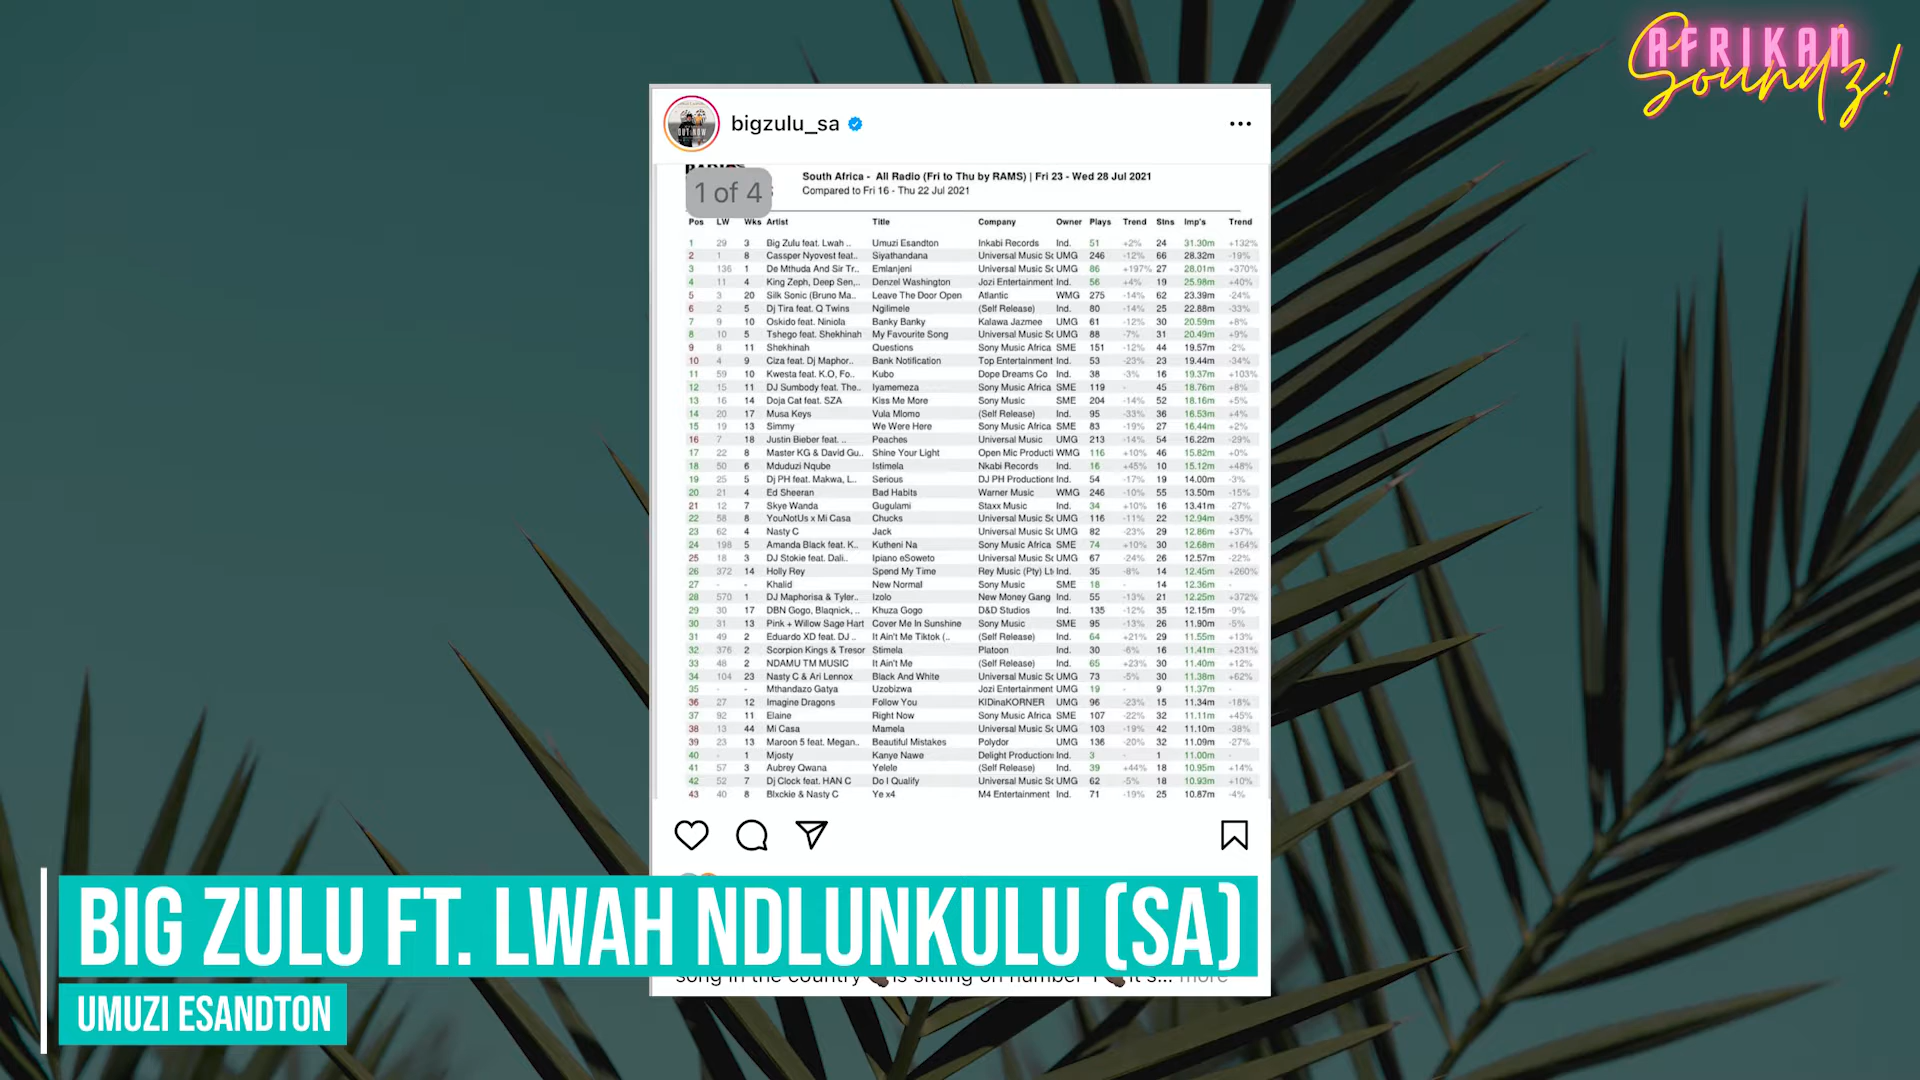 AFRIKAN
Soundz!
bigzulu_sa
1 of 4
South Africa - All Radio (Fri to Thu by RAMS) | Fri 23 - Wed 28 Jul 2021
Compared to Fri 16 - Thu 22 Jul 2021
Pos LW Wks Artist Title Company Owner Plays Trend Stns Imp's Trend
1 29 3 Big Zulu feat. Lwah .. Umuzi Esandton Inkabi Records Ind. 51 +2% 24 31.30m +132%
2 1 8 Cassper Nyovest feat.. Siyathandana Universal Music Sc UMG 246 -12% 66 28.32m -19%
3 136 1 De Mthuda And Sir Tr.. Emlanjeni Universal Music Sc UMG 86 +197% 27 28.01m +370%
4 11 4 King Zeph, Deep Sen,.. Denzel Washington Jozi Entertainment Ind. 56 +4% 19 25.98m +40%
5 3 20 Silk Sonic (Bruno Ma.. Leave The Door Open Atlantic WMG 275 -14% 62 23.39m -24%
6 2 5 Dj Tira feat. Q Twins Ngilimele (Self Release) Ind. 80 -14% 25 22.88m -33%
7 9 10 Oskido feat. Niniola Banky Banky Kalawa Jazmee UMG 61 -12% 30 20.59m +8%
8 10 5 Tshego feat. Shekhinah My Favourite Song Universal Music Sc UMG 88 -7% 31 20.49m +9%
9 8 11 Shekhinah Questions Sony Music Africa SME 151 -12% 44 19.57m -2%
10 4 9 Ciza feat. Dj Maphor.. Bank Notification Top Entertainment Ind. 53 -23% 23 19.44m -34%
11 59 10 Kwesta feat. K.O, Fo.. Kubo Dope Dreams Co Ind. 38 -3% 16 19.37m +103%
12 15 11 DJ Sumbody feat. The.. Iyamemeza Sony Music Africa SME 119 - 45 18.76m +8%
13 16 14 Doja Cat feat. SZA Kiss Me More Sony Music SME 204 -14% 52 18.16m +5%
14 20 17 Musa Keys Vula Mlomo (Self Release) Ind. 95 -33% 36 16.53m +4%
15 19 13 Simmy We Were Here Sony Music Africa SME 83 -19% 27 16.44m +2%
16 7 18 Justin Bieber feat. .. Peaches Universal Music UMG 213 -14% 54 16.22m -29%
17 22 8 Master KG & David Gu.. Shine Your Light Open Mic Producti WMG 116 +10% 46 15.82m +0%
18 50 6 Mduduzi Nqube Istimela Nkabi Records Ind. 16 +45% 10 15.12m +48%
19 25 5 Dj PH feat. Makwa, L.. Serious DJ PH Productions Ind. 54 -17% 19 14.00m -3%
20 21 4 Ed Sheeran Bad Habits Warner Music WMG 246 -10% 55 13.50m -15%
21 12 7 Skye Wanda Gugulami Staxx Music Ind. 34 +10% 16 13.41m -27%
22 58 8 YouNotUs x Mi Casa Chucks Universal Music Sc UMG 116 -11% 22 12.94m +35%
23 62 4 Nasty C Jack Universal Music Sc UMG 82 -23% 29 12.86m +37%
24 198 5 Amanda Black feat. K.. Kutheni Na Sony Music Africa SME 74 +10% 30 12.68m +164%
25 18 3 DJ Stokie feat. Dali.. Ipiano eSoweto Universal Music Sc UMG 67 -24% 26 12.57m -22%
26 372 14 Holly Rey Spend My Time Rey Music (Pty) Lt Ind. 35 -8% 14 12.45m +260%
27 - - Khalid New Normal Sony Music SME 18 - 14 12.36m -
28 570 1 DJ Maphorisa & Tyler.. Izolo New Money Gang Ind. 55 -13% 21 12.25m +372%
29 30 17 DBN Gogo, Blaqnick, .. Khuza Gogo D&D Studios Ind. 135 -12% 35 12.15m -9%
30 31 13 Pink + Willow Sage Hart Cover Me In Sunshine Sony Music SME 95 -13% 26 11.90m -5%
31 49 2 Eduardo XD feat. DJ .. It Ain't Me Tiktok (.. (Self Release) Ind. 64 +21% 29 11.55m +13%
32 376 2 Scorpion Kings & Tresor Stimela Platoon Ind. 30 -6% 16 11.41m +231%
33 48 2 NDAMU TM MUSIC It Ain't Me (Self Release) Ind. 65 +23% 30 11.40m +12%
34 104 23 Nasty C & Ari Lennox Black And White Universal Music Sc UMG 73 -5% 30 11.38m +62%
35 - - Mthandazo Gatya Uzobizwa Jozi Entertainment UMG 19 - 9 11.37m -
36 27 12 Imagine Dragons Follow You KIDinaKORNER UMG 96 -23% 15 11.34m -18%
37 92 11 Elaine Right Now Sony Music Africa SME 107 -22% 32 11.11m +45%
38 13 44 Mi Casa Mamela Universal Music Sc UMG 103 -19% 42 11.10m -38%
39 23 13 Maroon 5 feat. Megan.. Beautiful Mistakes Polydor UMG 136 -20% 32 11.09m -27%
40 - 1 Mjosty Kanye Nawe Delight Production Ind. 3 - 1 11.00m -
41 57 3 Aubrey Qwana Yelele (Self Release) Ind. 39 +44% 18 10.95m +14%
42 52 7 Dj Clock feat. HAN C Do I Qualify Universal Music Sc UMG 62 -5% 18 10.93m +10%
43 40 8 Blxckie & Nasty C Ye x4 M4 Entertainment Ind. 71 -19% 25 10.87m -4%
BIG ZULU FT. LWAH NDLUNKULU (SA)
song in the country is sitting on number 1 it s... more
UMUZI ESANDTON